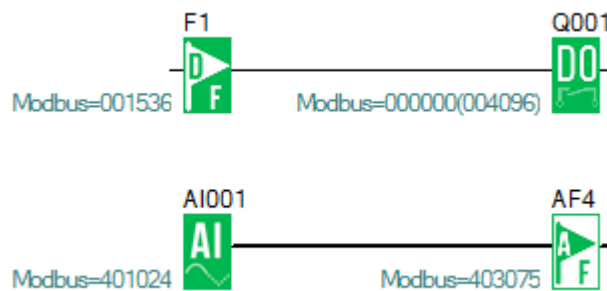 F1
Q001
D
F
DO
Modbus=001536
Modbus=000000(004096)
AI001
AF4
AI
A
F
Modbus=401024
Modbus=403075